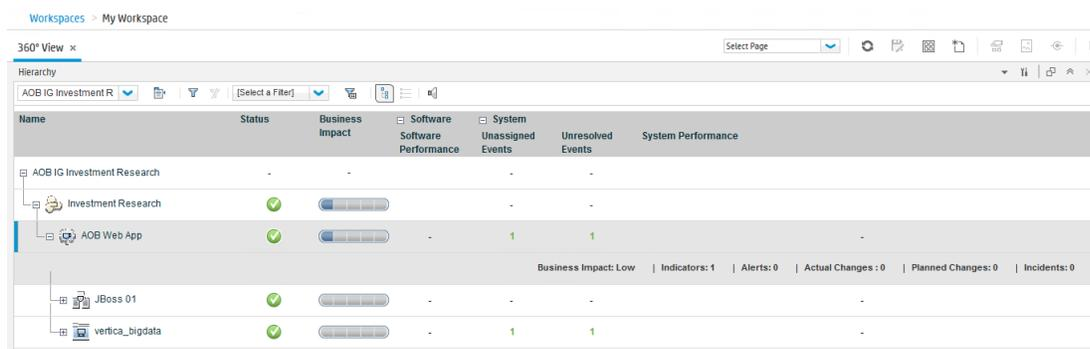 Workspaces > My Workspace
360° View ×
Select Page
Hierarchy
AOB IG Investment R
[Select a Filter]
Name Status Business Impact Software System
Software Performance Unassigned Events Unresolved Events System Performance
AOB IG Investment Research - - - -
Investment Research - -
AOB Web App - 1 1 -
Business Impact: Low | Indicators: 1 | Alerts: 0 | Actual Changes : 0 | Planned Changes: 0 | Incidents: 0
JBoss 01 - - - -
vertica_bigdata - 1 1 -